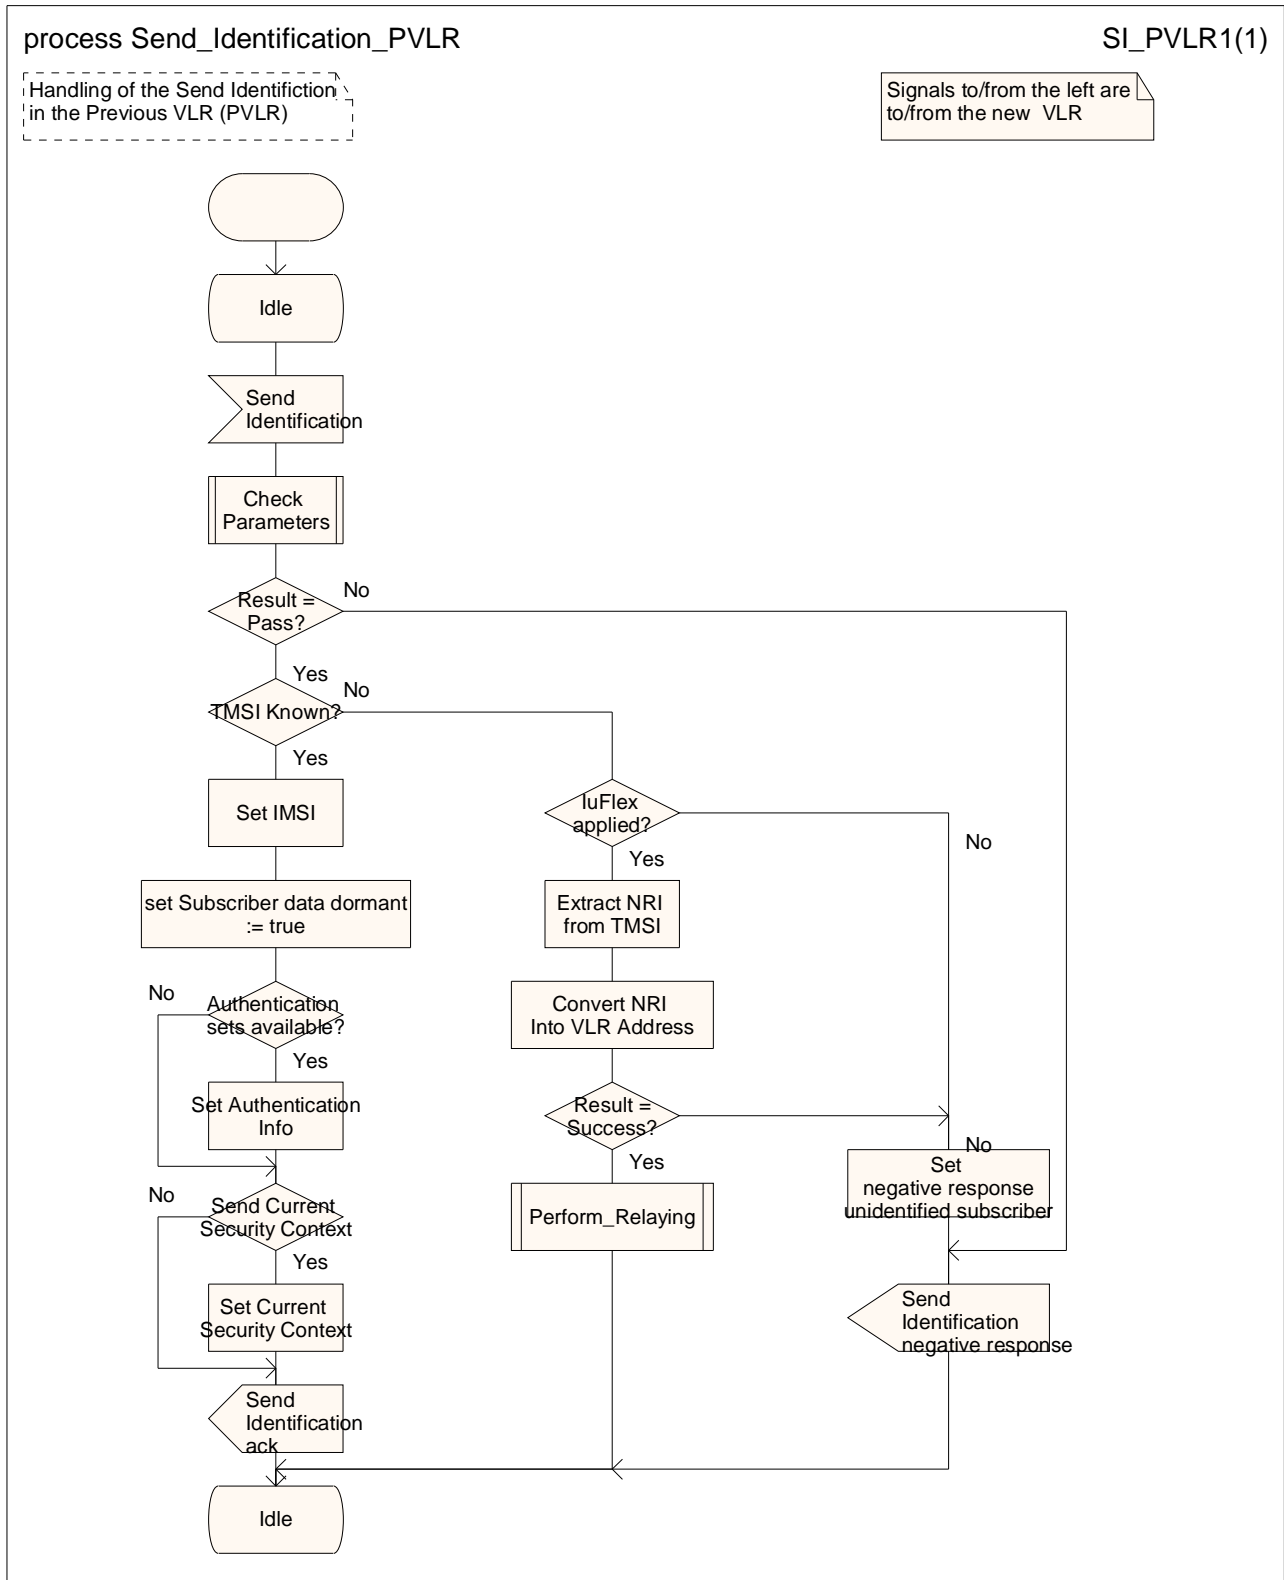 process Send_Identification_PVLR
SI_PVLR1(1)
Handling of the Send Identifiction
in the Previous VLR (PVLR)
Signals to/from the left are
to/from the new  VLR
Idle
Send
Identification
Check
Parameters
Result =
Pass?
No
Yes
TMSI Known?
No
Yes
Set IMSI
IuFlex
applied?
No
Yes
set Subscriber data dormant
:= true
Extract NRI
from TMSI
No
Authentication
sets available?
Yes
Convert NRI
Into VLR Address
Set Authentication
Info
Result =
Success?
No
Yes
Set
negative response
unidentified subscriber
No
Send Current
Security Context
Yes
Perform_Relaying
Set Current
Security Context
Send
Identification
negative response
Send
Identification
ack
Idle